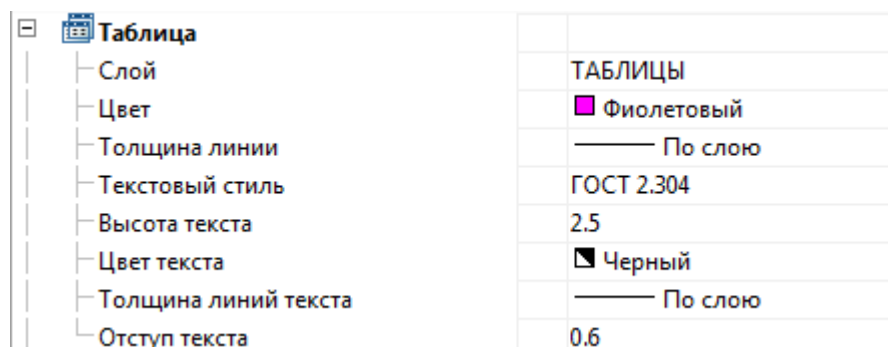 Таблица
Слой ТАБЛИЦЫ
Цвет Фиолетовый
Толщина линии По слою
Текстовый стиль ГОСТ 2.304
Высота текста 2.5
Цвет текста Черный
Толщина линий текста По слою
Отступ текста 0.6